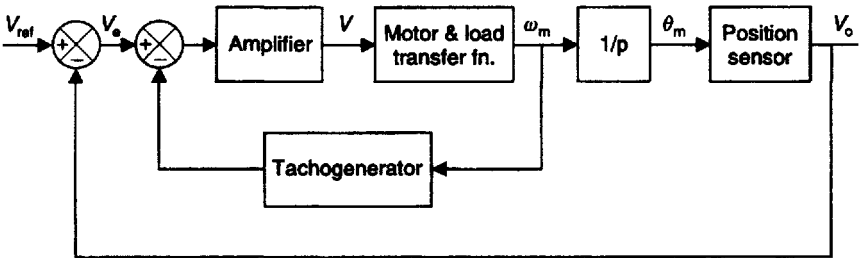 V_ref
+
−
V_e
+
−
Amplifier
V
Motor & load
transfer fn.
ω_m
1/p
θ_m
Position
sensor
V_o
Tachogenerator